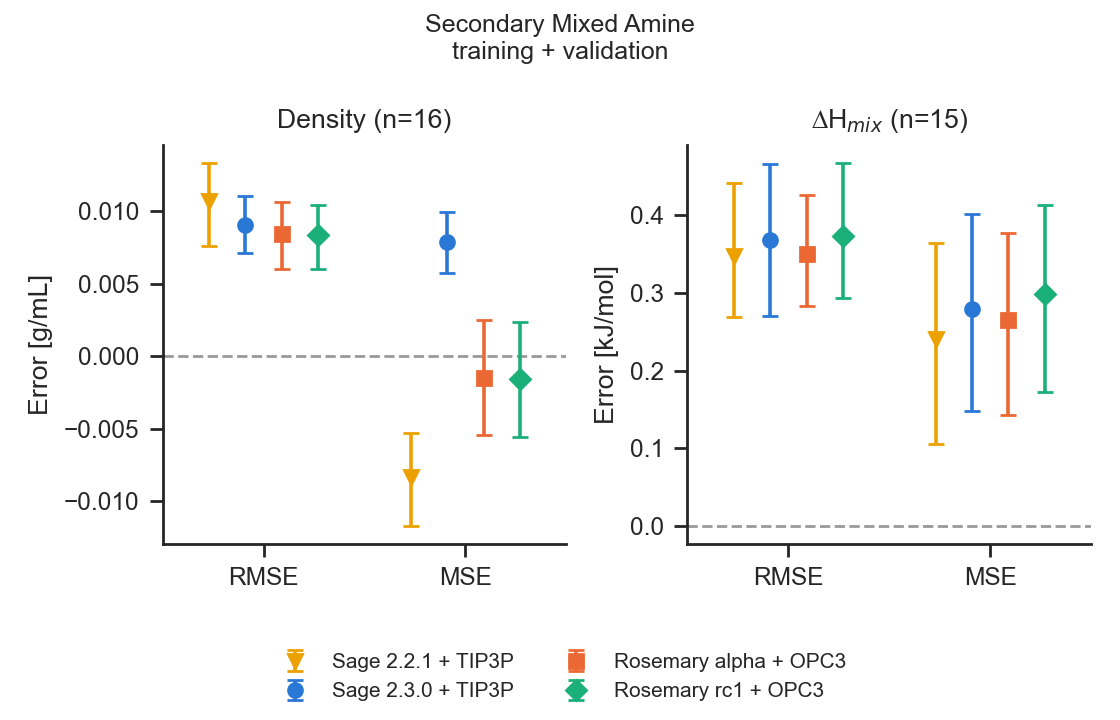 Secondary Mixed Amine
training + validation
Density (n=16)
ΔH_mix (n=15)
Error [g/mL]
0.010
0.005
0.000
−0.005
−0.010
RMSE
MSE
Error [kJ/mol]
0.4
0.3
0.2
0.1
0.0
RMSE
MSE
Sage 2.2.1 + TIP3P
Sage 2.3.0 + TIP3P
Rosemary alpha + OPC3
Rosemary rc1 + OPC3